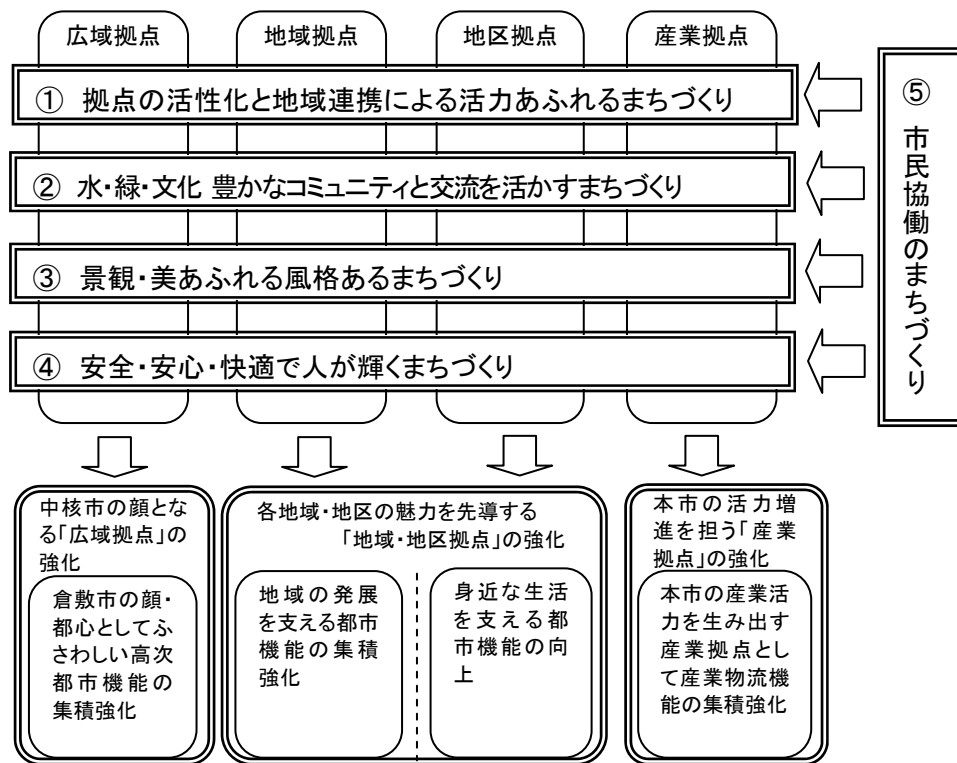 広域拠点
地域拠点
地区拠点
産業拠点
① 拠点の活性化と地域連携による活力あふれるまちづくり
② 水・緑・文化 豊かなコミュニティと交流を活かすまちづくり
③ 景観・美あふれる風格あるまちづくり
④ 安全・安心・快適で人が輝くまちづくり
⑤ 市民協働のまちづくり
中核市の顔とな
る「広域拠点」の
強化
倉敷市の顔・
都心としてふ
さわしい高次
都市機能の
集積強化
各地域・地区の魅力を先導する
「地域・地区拠点」の強化
地域の発展
を支える都市
機能の集積
強化
身近な生活
を支える都
市機能の向
上
本市の活力増
進を担う「産業
拠点」の強化
本市の産業活
力を生み出す
産業拠点とし
て産業物流機
能の集積強化